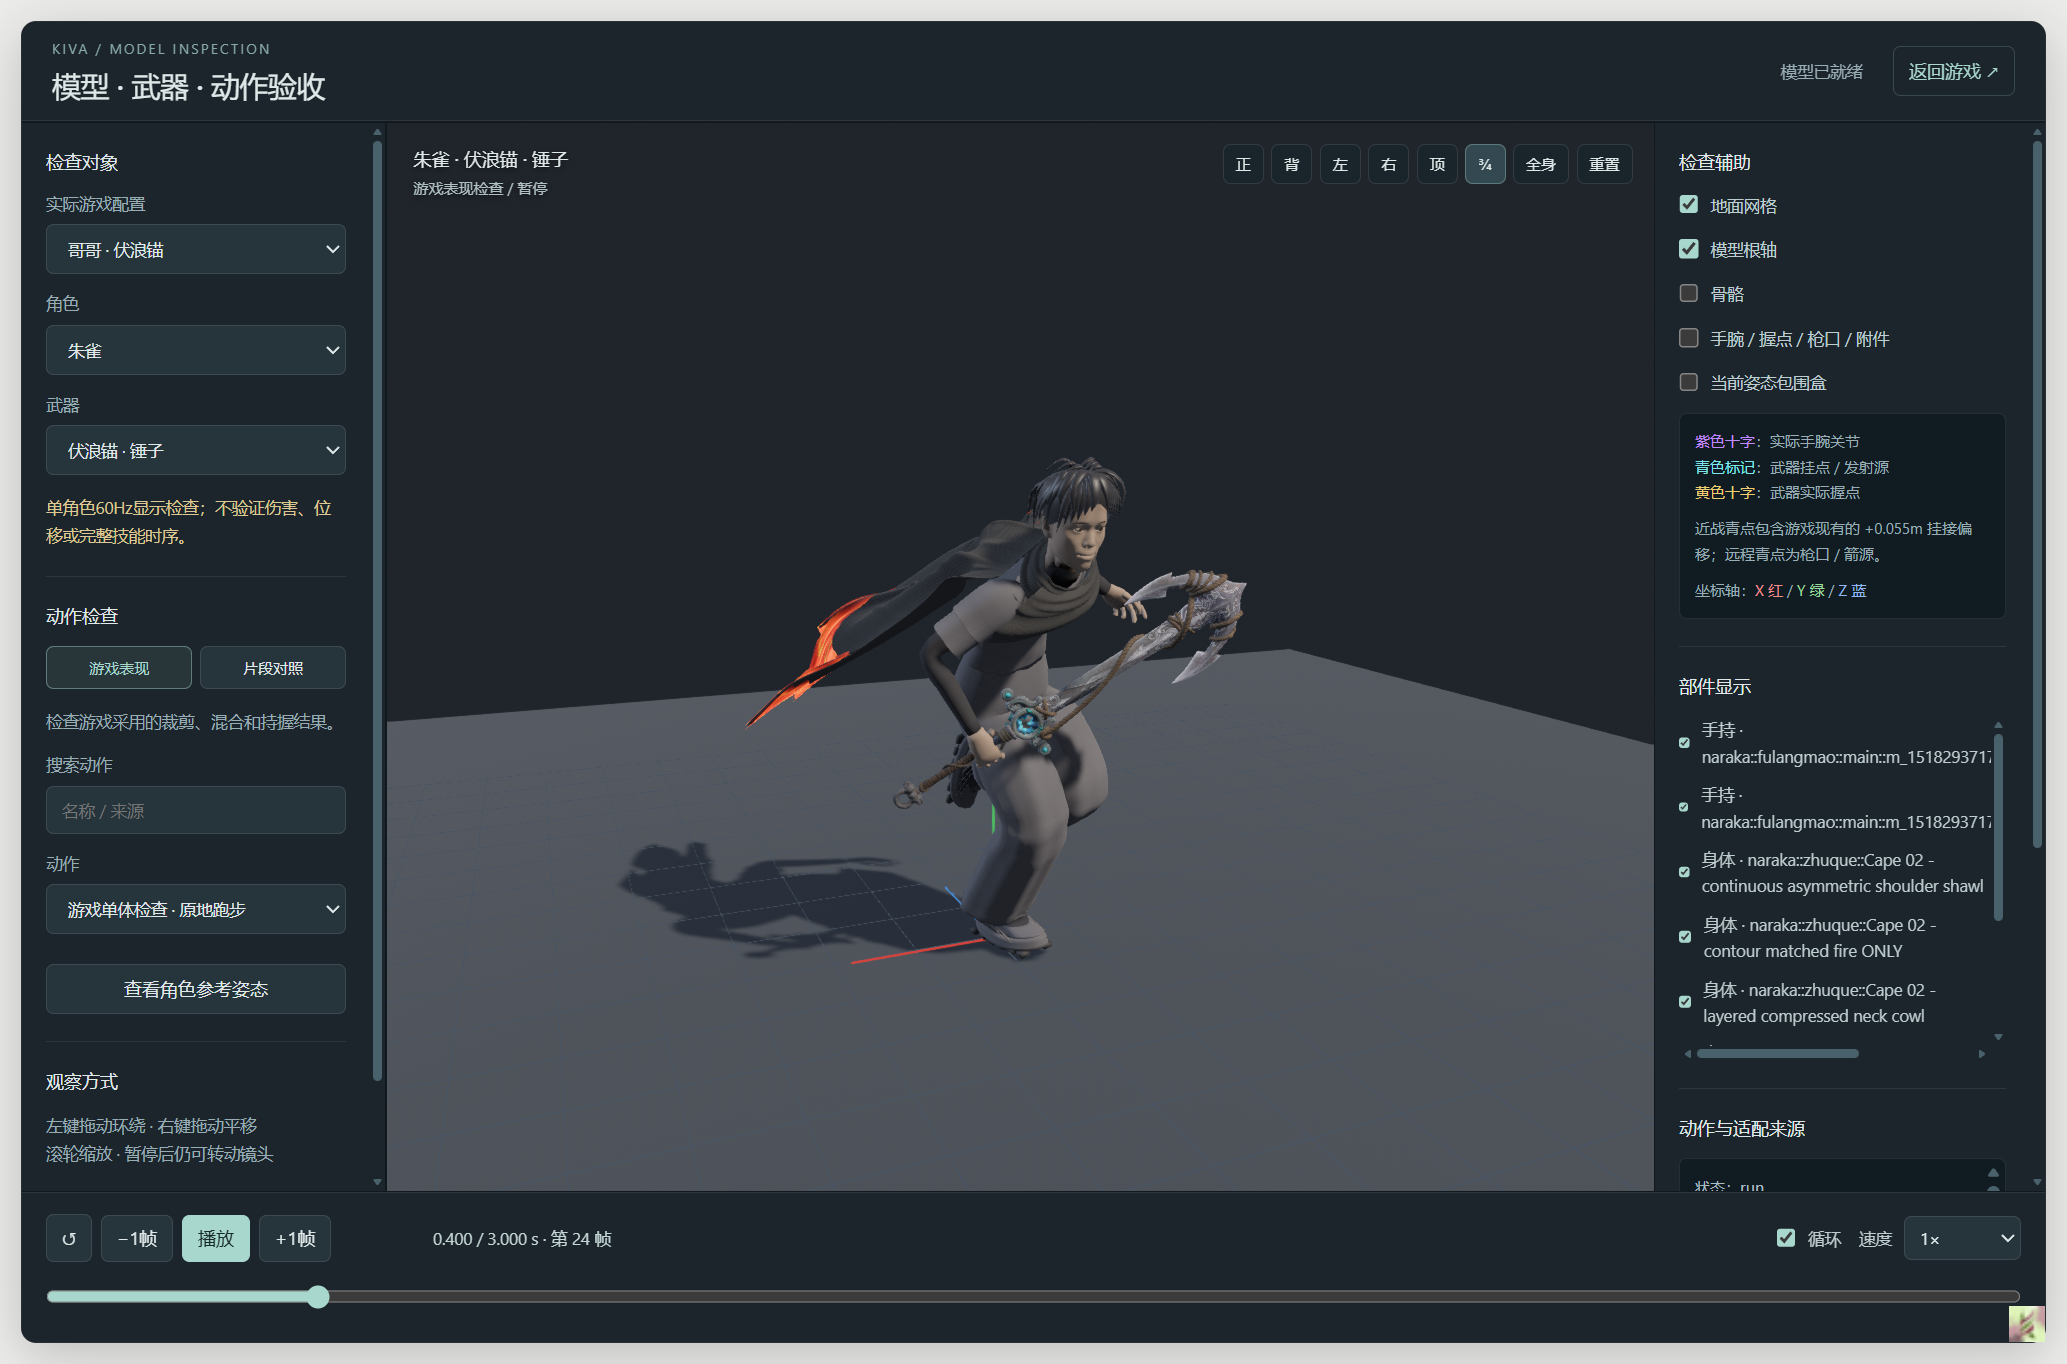 KIVA / MODEL INSPECTION
模型 · 武器 · 动作验收
模型已就绪
返回游戏 ↗
检查对象
实际游戏配置
哥哥 · 伏浪锚
角色
朱雀
武器
伏浪锚 · 锤子
单角色60Hz显示检查；不验证伤害、位
移或完整技能时序。
动作检查
游戏表现
片段对照
检查游戏采用的裁剪、混合和持握结果。
搜索动作
名称 / 来源
动作
游戏单体检查 · 原地跑步
查看角色参考姿态
观察方式
左键拖动环绕 · 右键拖动平移
滚轮缩放 · 暂停后仍可转动镜头
朱雀 · 伏浪锚 · 锤子
游戏表现检查 / 暂停
正
背
左
右
顶
¾
全身
重置
检查辅助
地面网格
模型根轴
骨骼
手腕 / 握点 / 枪口 / 附件
当前姿态包围盒
紫色十字：实际手腕关节
青色标记：武器挂点 / 发射源
黄色十字：武器实际握点
近战青点包含游戏现有的 +0.055m 挂接偏
移；远程青点为枪口 / 箭源。
坐标轴：X 红 / Y 绿 / Z 蓝
部件显示
手持 ·
naraka::fulangmao::main::m_151829371
手持 ·
naraka::fulangmao::main::m_151829371
身体 · naraka::zhuque::Cape 02 -
continuous asymmetric shoulder shawl
身体 · naraka::zhuque::Cape 02 -
contour matched fire ONLY
身体 · naraka::zhuque::Cape 02 -
layered compressed neck cowl
动作与适配来源
状态：run
↺
−1帧
播放
+1帧
0.400 / 3.000 s · 第 24 帧
循环
速度
1×